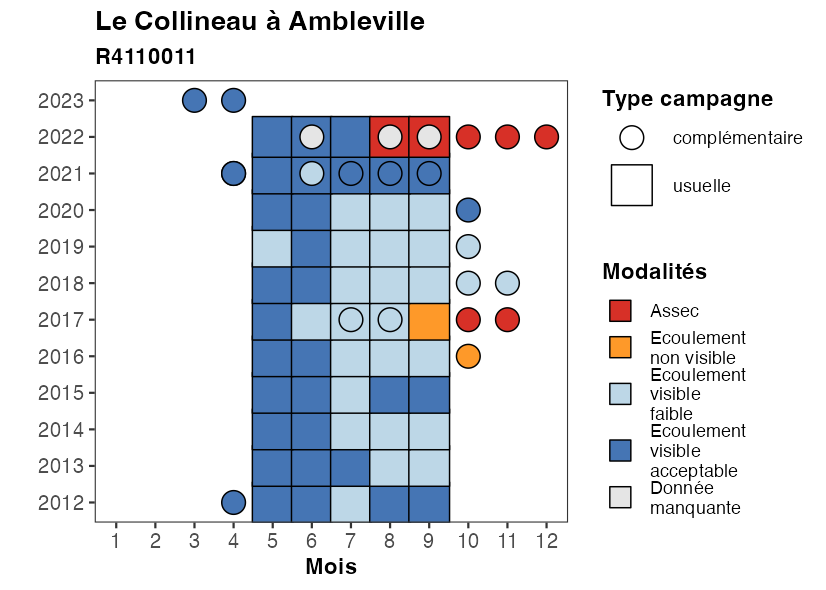 Le Collineau à Ambleville
R4110011
2023
2022
2021
2020
2019
2018
2017
2016
2015
2014
2013
2012
1 2 3 4 5 6 7 8 9 10 11 12
Mois
Type campagne
complémentaire
usuelle
Modalités
Assec
Ecoulement
non visible
Ecoulement
visible
faible
Ecoulement
visible
acceptable
Donnée
manquante